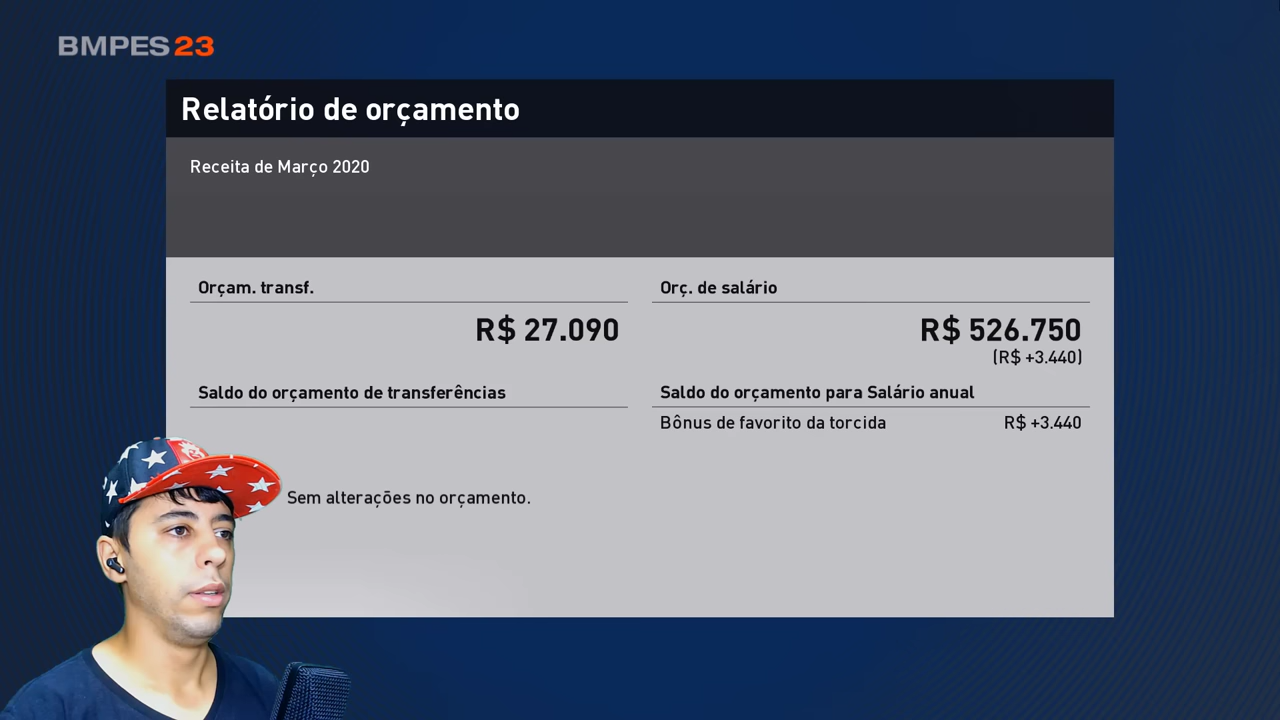 BMPES 23
Relatório de orçamento
Receita de Março 2020
Orçam. transf.
R$ 27.090
Orç. de salário
R$ 526.750
(R$ +3.440)
Saldo do orçamento de transferências
Sem alterações no orçamento.
Saldo do orçamento para Salário anual
Bônus de favorito da torcida R$ +3.440